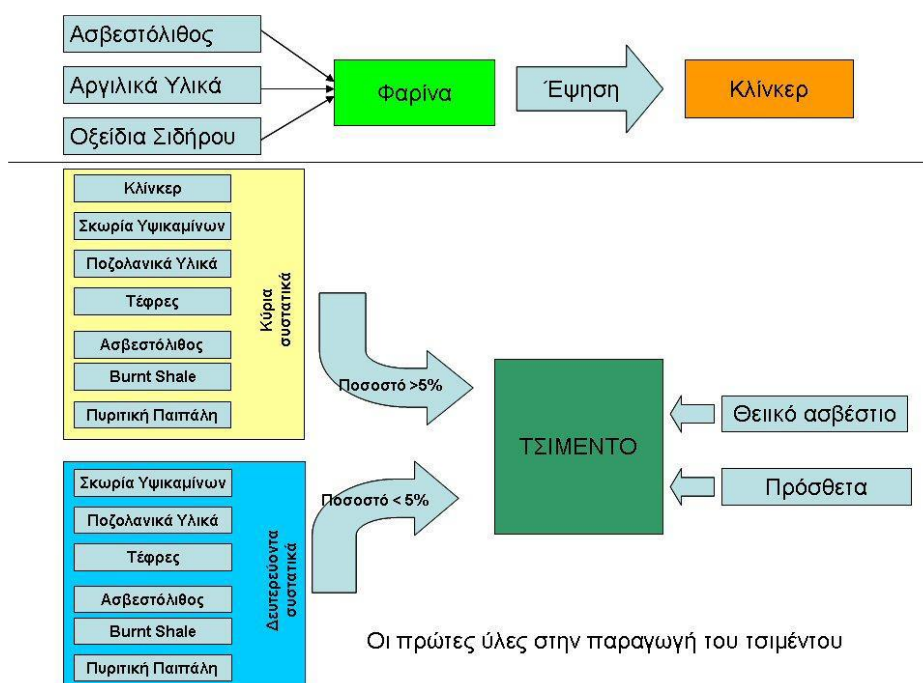 Ασβεστόλιθος
Αργιλικά Υλικά
Οξείδια Σιδήρου
Φαρίνα
Έψηση
Κλίνκερ
Κλίνκερ
Σκωρία Υψικαμίνων
Ποζολανικά Υλικά
Τέφρες
Ασβεστόλιθος
Burnt Shale
Πυριτική Παιπάλη
Κύρια
συστατικά
Ποσοστό >5%
Σκωρία Υψικαμίνων
Ποζολανικά Υλικά
Τέφρες
Ασβεστόλιθος
Burnt Shale
Πυριτική Παιπάλη
Δευτερεύοντα
συστατικά
Ποσοστό < 5%
ΤΣΙΜΕΝΤΟ
Θειικό ασβέστιο
Πρόσθετα
Οι πρώτες ύλες στην παραγωγή του τσιμέντου